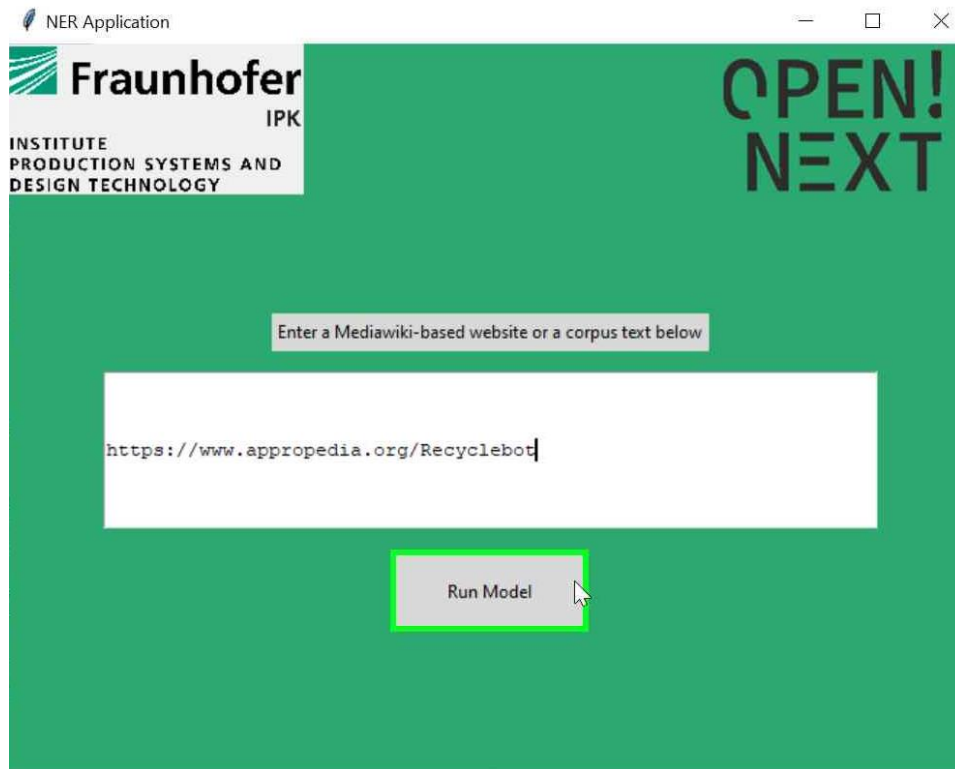 NER Application
Fraunhofer
IPK
INSTITUTE
PRODUCTION SYSTEMS AND
DESIGN TECHNOLOGY
OPEN!
NEXT
Enter a Mediawiki-based website or a corpus text below
https://www.appropedia.org/Recyclebot
Run Model